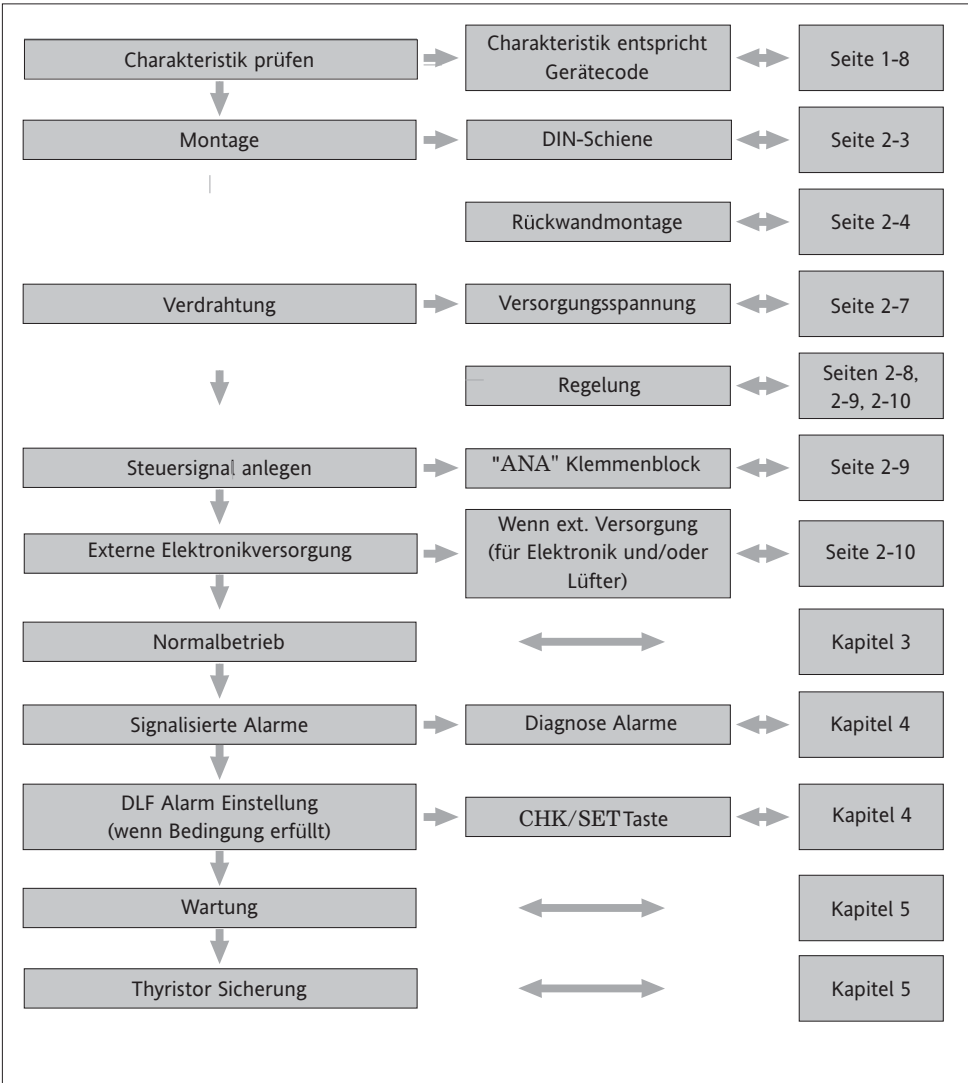 Charakteristik prüfen
Charakteristik entspricht
Gerätecode
Seite 1-8
Montage
DIN-Schiene
Seite 2-3
Rückwandmontage
Seite 2-4
Verdrahtung
Versorgungsspannung
Seite 2-7
Regelung
Seiten 2-8,
2-9, 2-10
Steuersignal anlegen
"ANA" Klemmenblock
Seite 2-9
Externe Elektronikversorgung
Wenn ext. Versorgung
(für Elektronik und/oder
Lüfter)
Seite 2-10
Normalbetrieb
Kapitel 3
Signalisierte Alarme
Diagnose Alarme
Kapitel 4
DLF Alarm Einstellung
(wenn Bedingung erfüllt)
CHK/SET Taste
Kapitel 4
Wartung
Kapitel 5
Thyristor Sicherung
Kapitel 5